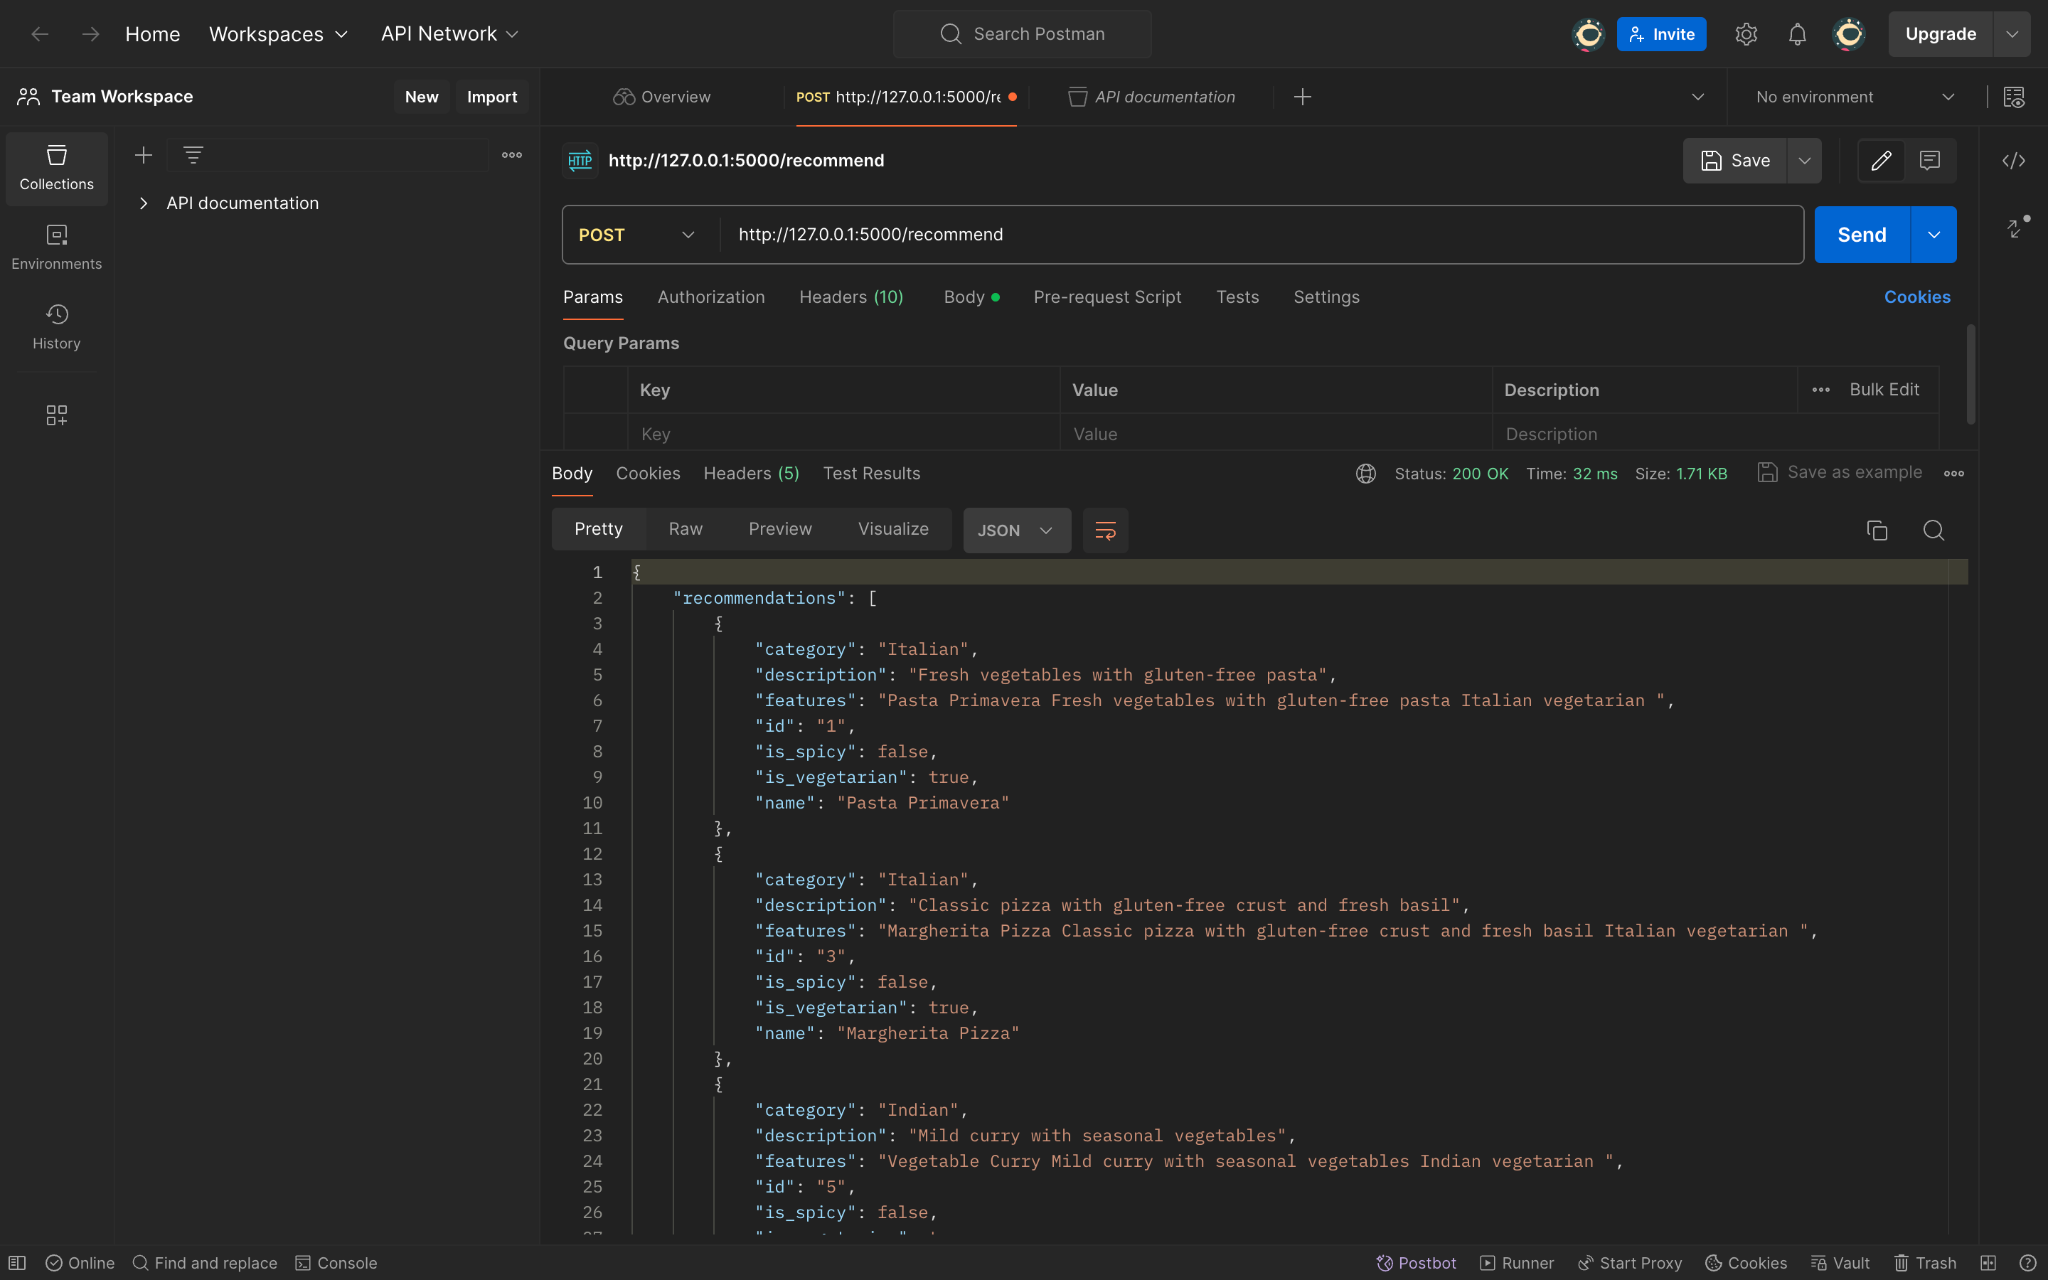 Home Workspaces API Network Search Postman Invite Upgrade
Team Workspace New Import Overview POST http://127.0.0.1:5000/re API documentation No environment
Collections
Environments
History
API documentation
HTTP http://127.0.0.1:5000/recommend Save
POST http://127.0.0.1:5000/recommend Send
Params Authorization Headers (10) Body Pre-request Script Tests Settings Cookies
Query Params
Key Value Description Bulk Edit
Key Value Description
Body Cookies Headers (5) Test Results Status: 200 OK Time: 32 ms Size: 1.71 KB Save as example
Pretty Raw Preview Visualize JSON
1 {
2 "recommendations": [
3 {
4 "category": "Italian",
5 "description": "Fresh vegetables with gluten-free pasta",
6 "features": "Pasta Primavera Fresh vegetables with gluten-free pasta Italian vegetarian ",
7 "id": "1",
8 "is_spicy": false,
9 "is_vegetarian": true,
10 "name": "Pasta Primavera"
11 },
12 {
13 "category": "Italian",
14 "description": "Classic pizza with gluten-free crust and fresh basil",
15 "features": "Margherita Pizza Classic pizza with gluten-free crust and fresh basil Italian vegetarian ",
16 "id": "3",
17 "is_spicy": false,
18 "is_vegetarian": true,
19 "name": "Margherita Pizza"
20 },
21 {
22 "category": "Indian",
23 "description": "Mild curry with seasonal vegetables",
24 "features": "Vegetable Curry Mild curry with seasonal vegetables Indian vegetarian ",
25 "id": "5",
26 "is_spicy": false,
Online Find and replace Console Postbot Runner Start Proxy Cookies Vault Trash